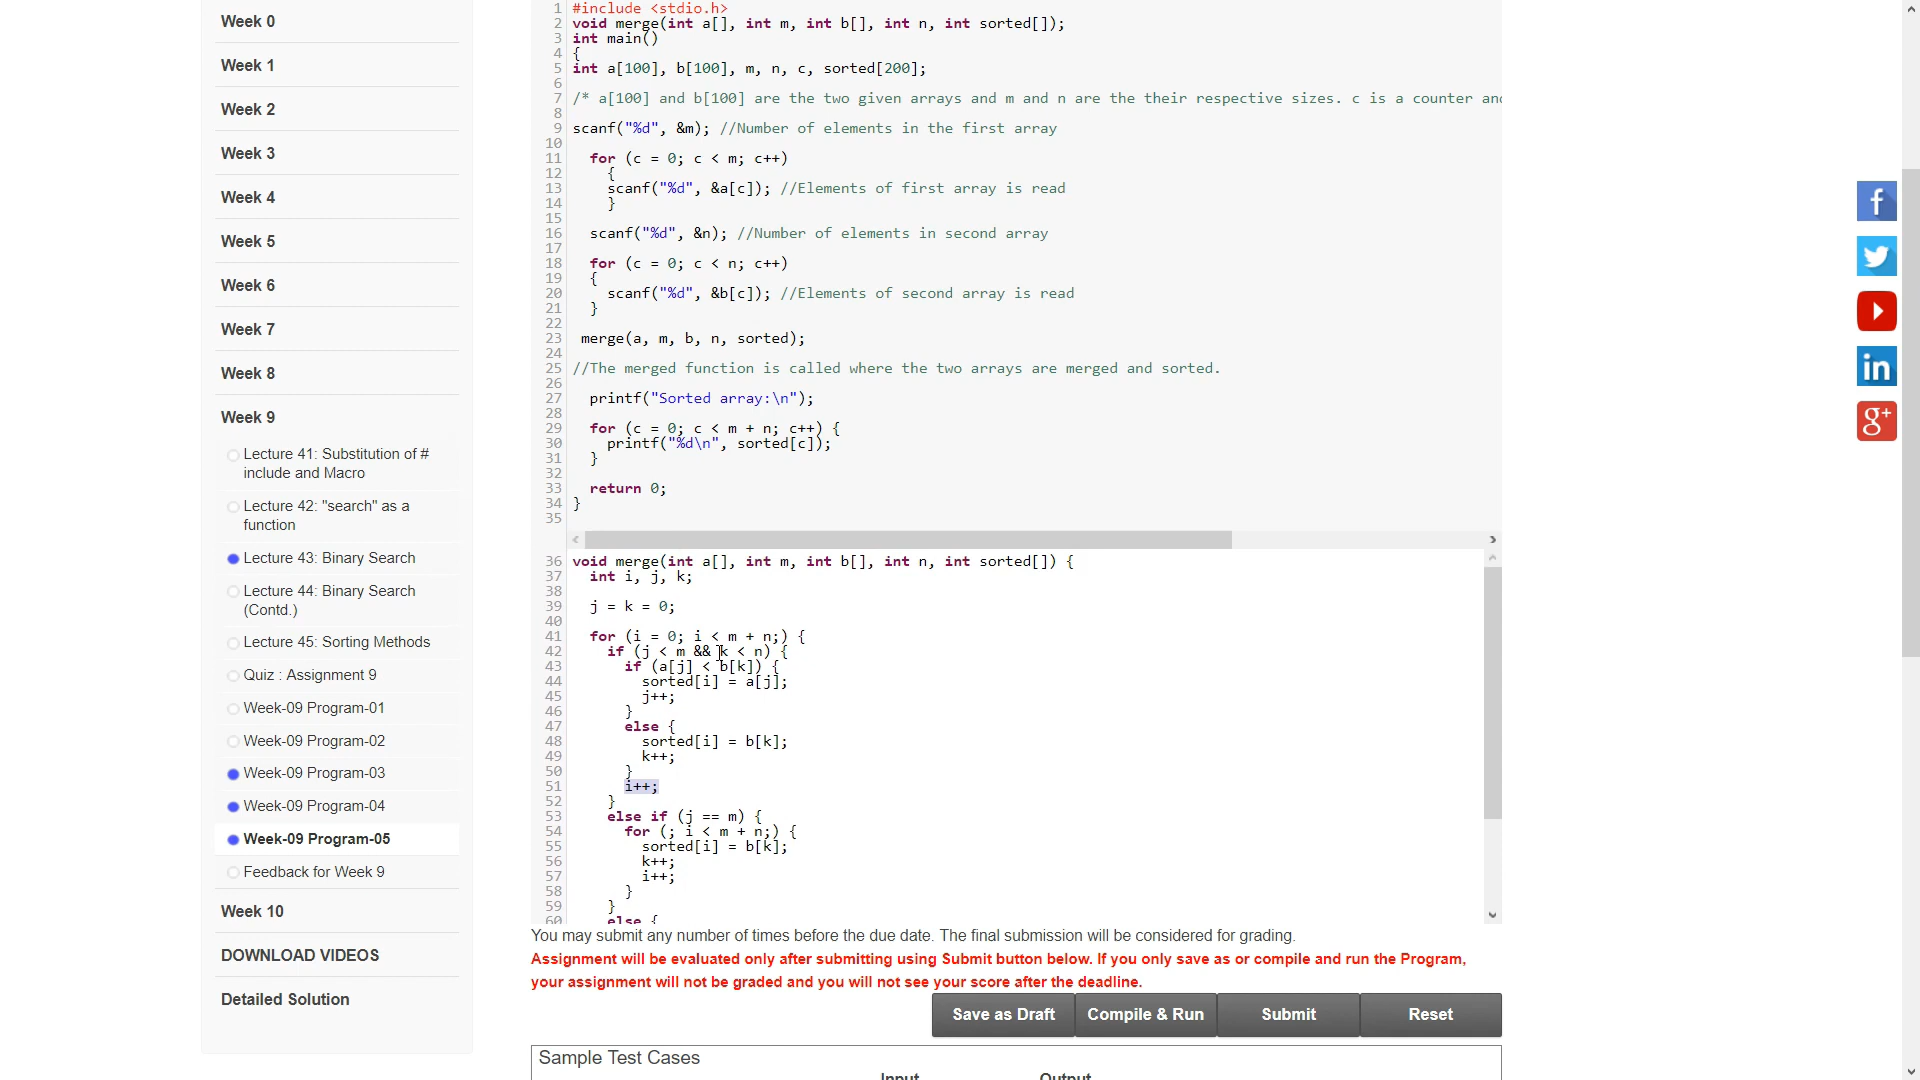 Week 0
Week 1
Week 2
Week 3
Week 4
Week 5
Week 6
Week 7
Week 8
Week 9
Lecture 41: Substitution of #
include and Macro
Lecture 42: "search" as a
function
Lecture 43: Binary Search
Lecture 44: Binary Search
(Contd.)
Lecture 45: Sorting Methods
Quiz : Assignment 9
Week-09 Program-01
Week-09 Program-02
Week-09 Program-03
Week-09 Program-04
Week-09 Program-05
Feedback for Week 9
Week 10
DOWNLOAD VIDEOS
Detailed Solution
1 #include <stdio.h>
2 void merge(int a[], int m, int b[], int n, int sorted[]);
3 int main()
4 {
5 int a[100], b[100], m, n, c, sorted[200];
6
7 /* a[100] and b[100] are the two given arrays and m and n are the their respective sizes. c is a counter and
8
9 scanf("%d", &m); //Number of elements in the first array
10
11 for (c = 0; c < m; c++)
12 {
13 scanf("%d", &a[c]); //Elements of first array is read
14 }
15
16 scanf("%d", &n); //Number of elements in second array
17
18 for (c = 0; c < n; c++)
19 {
20 scanf("%d", &b[c]); //Elements of second array is read
21 }
22
23 merge(a, m, b, n, sorted);
24
25 //The merged function is called where the two arrays are merged and sorted.
26
27 printf("Sorted array:\n");
28
29 for (c = 0; c < m + n; c++) {
30 printf("%d\n", sorted[c]);
31 }
32
33 return 0;
34 }
35
36 void merge(int a[], int m, int b[], int n, int sorted[]) {
37 int i, j, k;
38
39 j = k = 0;
40
41 for (i = 0; i < m + n;) {
42 if (j < m && k < n) {
43 if (a[j] < b[k]) {
44 sorted[i] = a[j];
45 j++;
46 }
47 else {
48 sorted[i] = b[k];
49 k++;
50 }
51 i++;
52 }
53 else if (j == m) {
54 for (; i < m + n;) {
55 sorted[i] = b[k];
56 k++;
57 i++;
58 }
59 }
60 else {
You may submit any number of times before the due date. The final submission will be considered for grading.
Assignment will be evaluated only after submitting using Submit button below. If you only save as or compile and run the Program,
your assignment will not be graded and you will not see your score after the deadline.
Save as Draft
Compile & Run
Submit
Reset
Sample Test Cases
Input
Output
f
in
g+